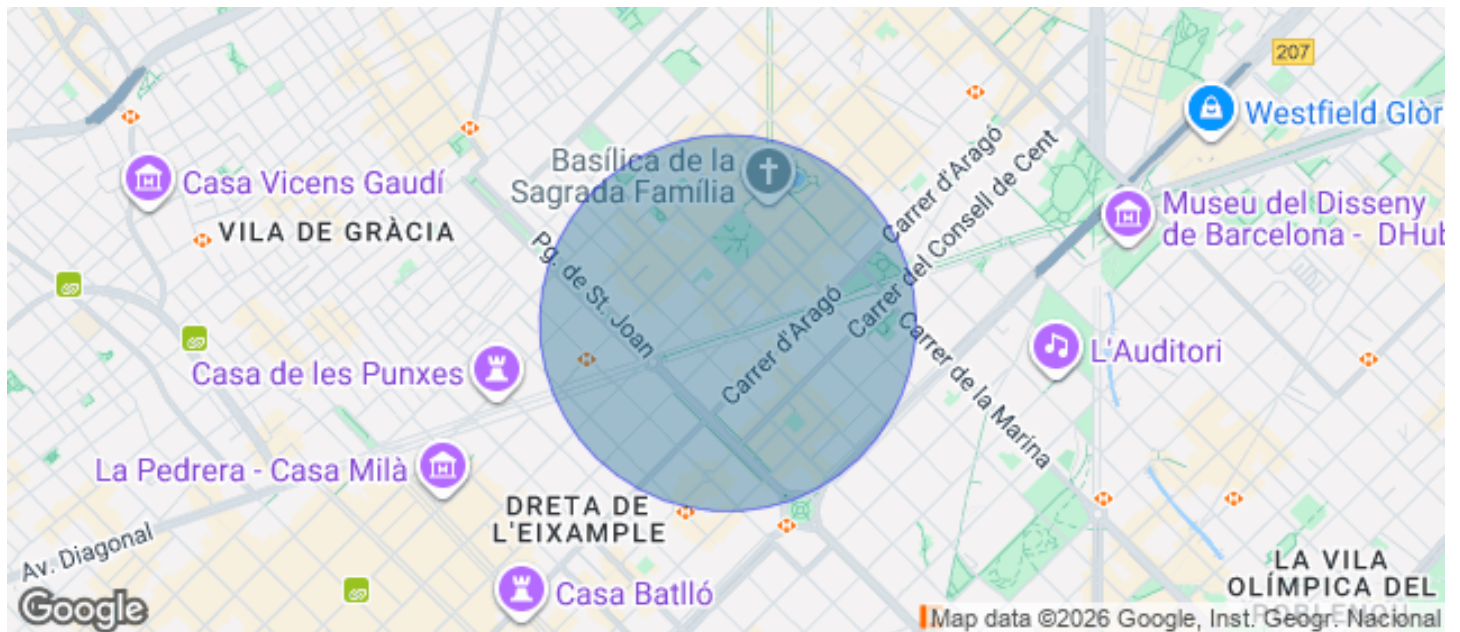 207
Westfield Glòr
Basílica de la
Sagrada Família
Carrer d'Aragó
Carrer del Consell de Cent
Casa Vicens Gaudí
Museu del Disseny
de Barcelona - DHub
VILA DE GRÀCIA
Pg. de St. Joan
Carrer d'Aragó
Carrer de la Marina
L'Auditori
Casa de les Punxes
La Pedrera - Casa Milà
DRETA DE
L'EIXAMPLE
Av. Diagonal
LA VILA
OLÍMPICA DEL
Casa Batlló
Google
Map data ©2026 Google, Inst. Geogr. Nacional